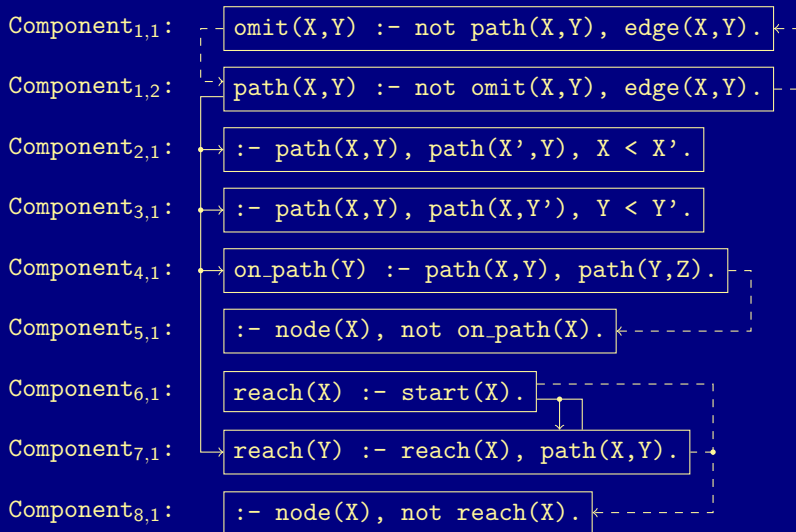 Component1,1: omit(X,Y) :- not path(X,Y), edge(X,Y).
Component1,2: path(X,Y) :- not omit(X,Y), edge(X,Y).
Component2,1: :- path(X,Y), path(X',Y), X < X'.
Component3,1: :- path(X,Y), path(X,Y'), Y < Y'.
Component4,1: on_path(Y) :- path(X,Y), path(Y,Z).
Component5,1: :- node(X), not on_path(X).
Component6,1: reach(X) :- start(X).
Component7,1: reach(Y) :- reach(X), path(X,Y).
Component8,1: :- node(X), not reach(X).